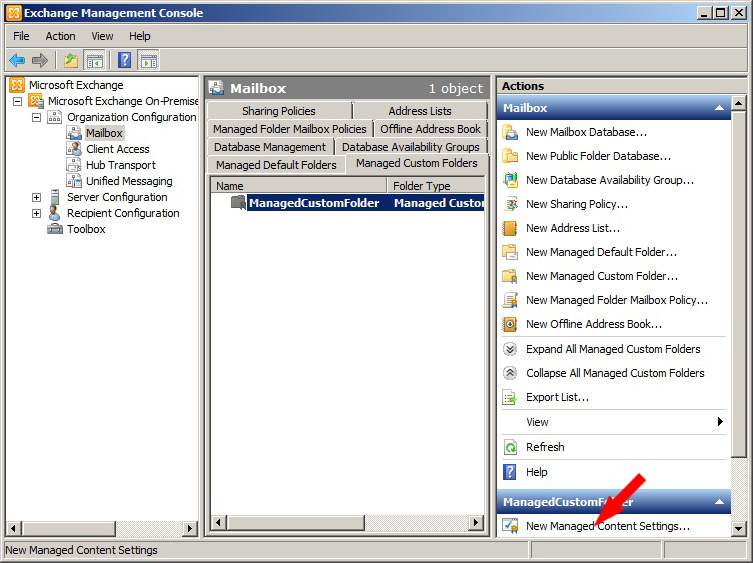 Exchange Management Console
File Action View Help
Microsoft Exchange
Microsoft Exchange On-Premise
Organization Configuration
Mailbox
Client Access
Hub Transport
Unified Messaging
Server Configuration
Recipient Configuration
Toolbox
Mailbox 1 object
Sharing Policies Address Lists
Managed Folder Mailbox Policies Offline Address Book
Database Management Database Availability Groups
Managed Default Folders Managed Custom Folders
Name Folder Type
ManagedCustomFolder Managed Custo
Actions
Mailbox
New Mailbox Database...
New Public Folder Database...
New Database Availability Group...
New Sharing Policy...
New Address List...
New Managed Default Folder...
New Managed Custom Folder...
New Managed Folder Mailbox Policy...
New Offline Address Book...
Expand All Managed Custom Folders
Collapse All Managed Custom Folders
Export List...
View
Refresh
Help
ManagedCustomFolder
New Managed Content Settings...
New Managed Content Settings